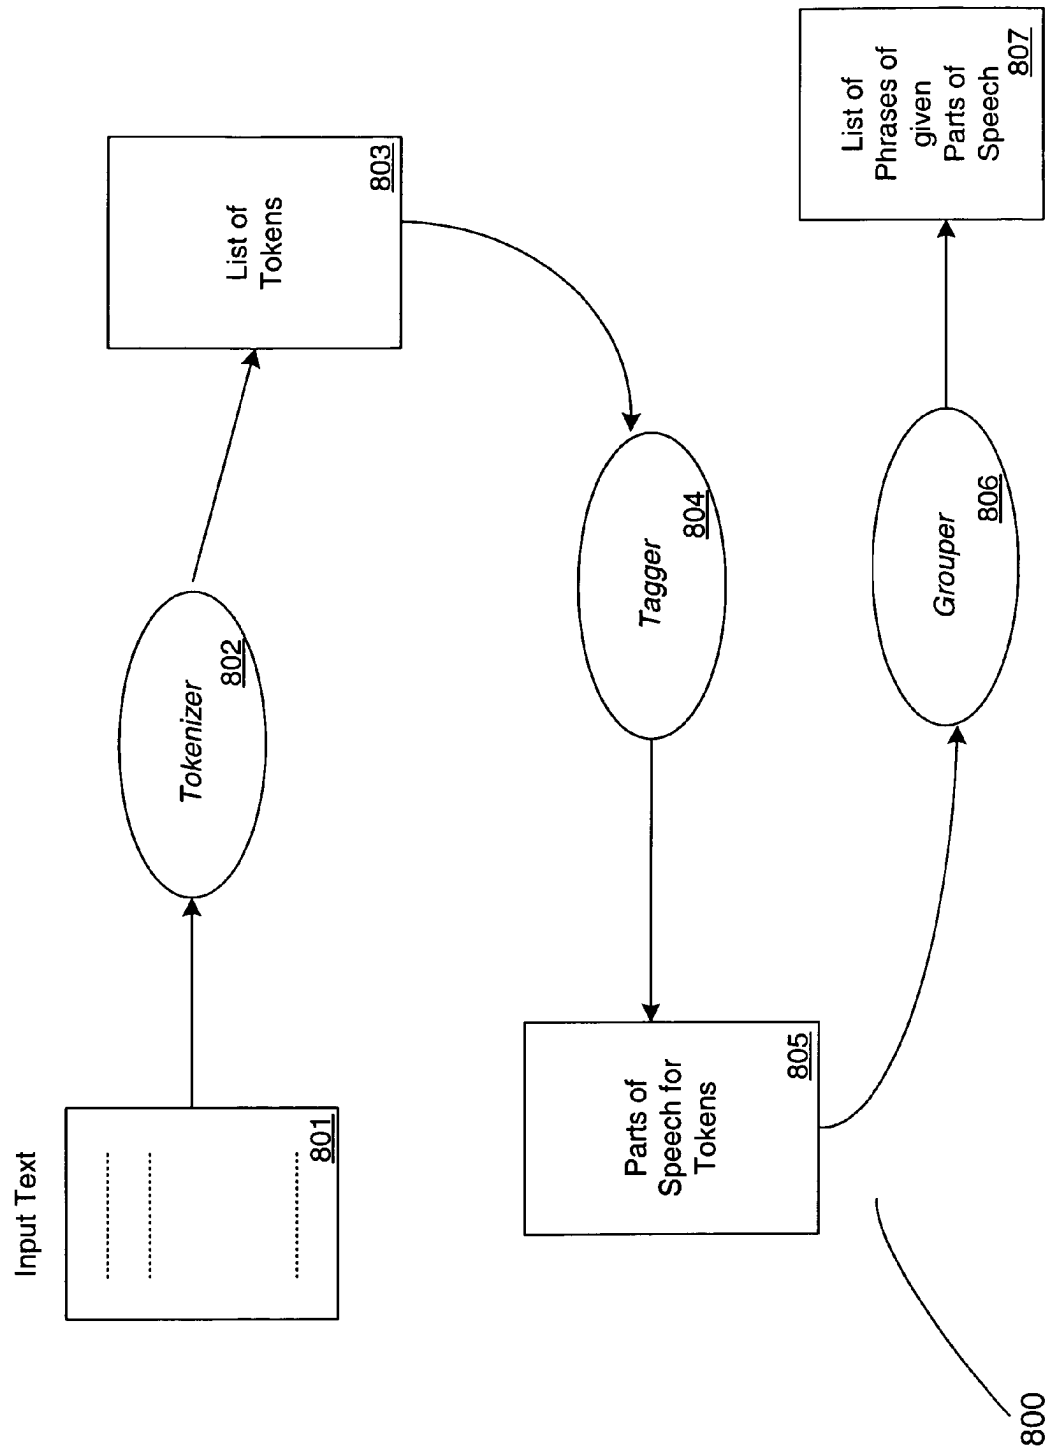 Input Text
801
Tokenizer
802
List of
Tokens
803
Tagger
804
Parts of
Speech for
Tokens
805
Grouper
806
List of
Phrases of
given
Parts of
Speech
807
800